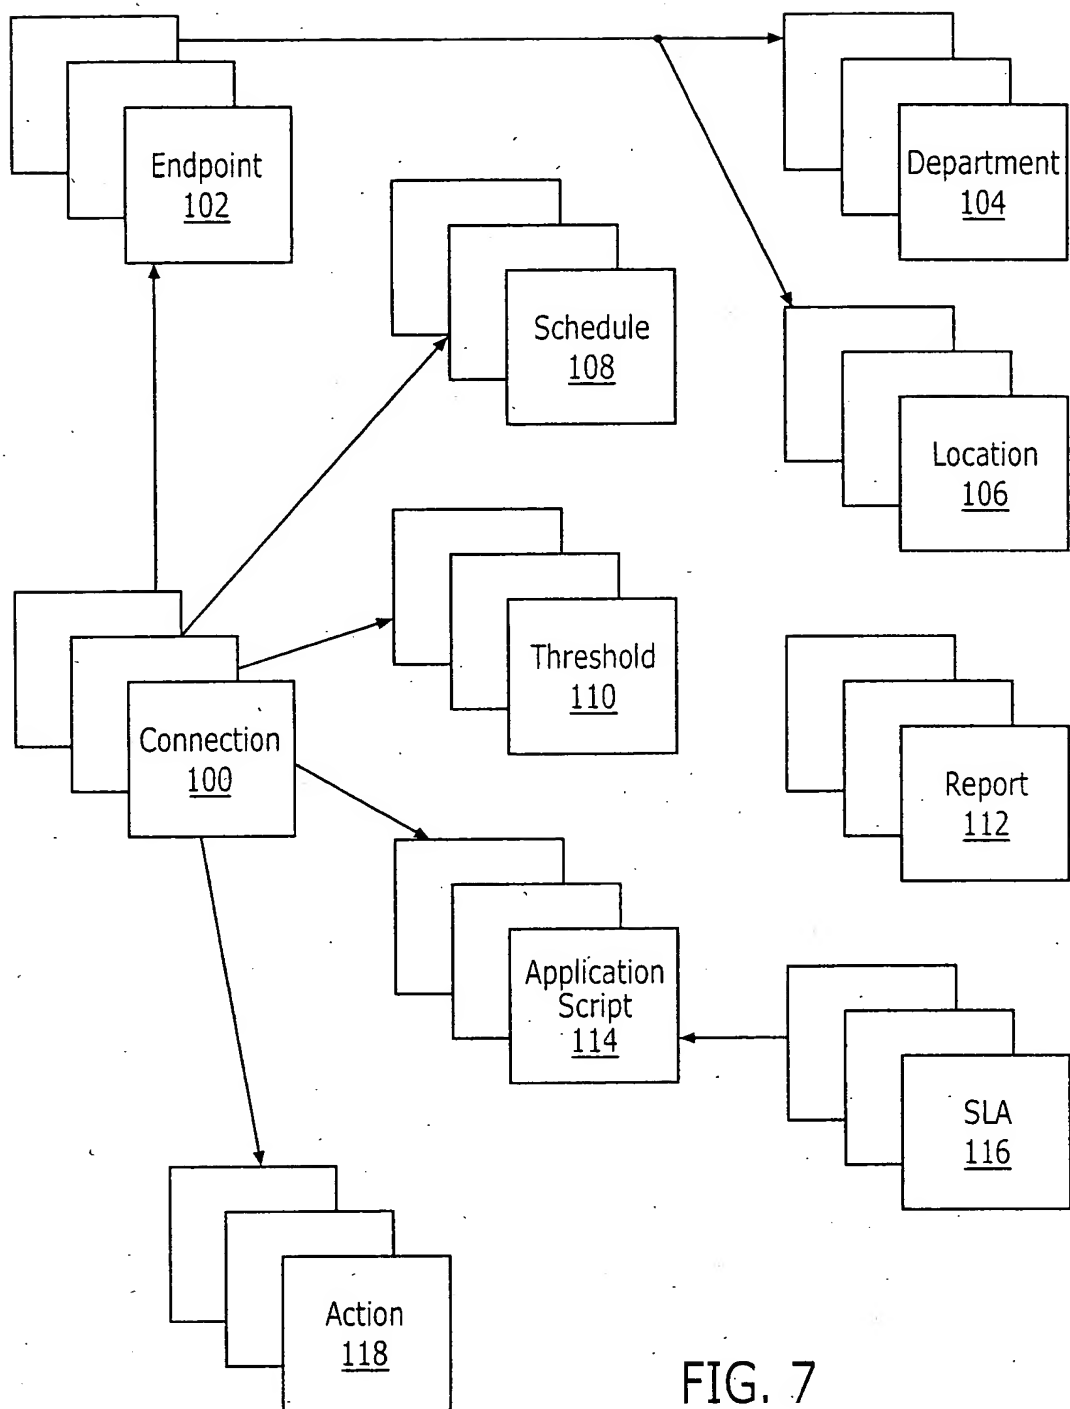 Endpoint
102
Department
104
Schedule
108
Location
106
Threshold
110
Connection
100
Report
112
Application
Script
114
SLA
116
Action
118
FIG. 7